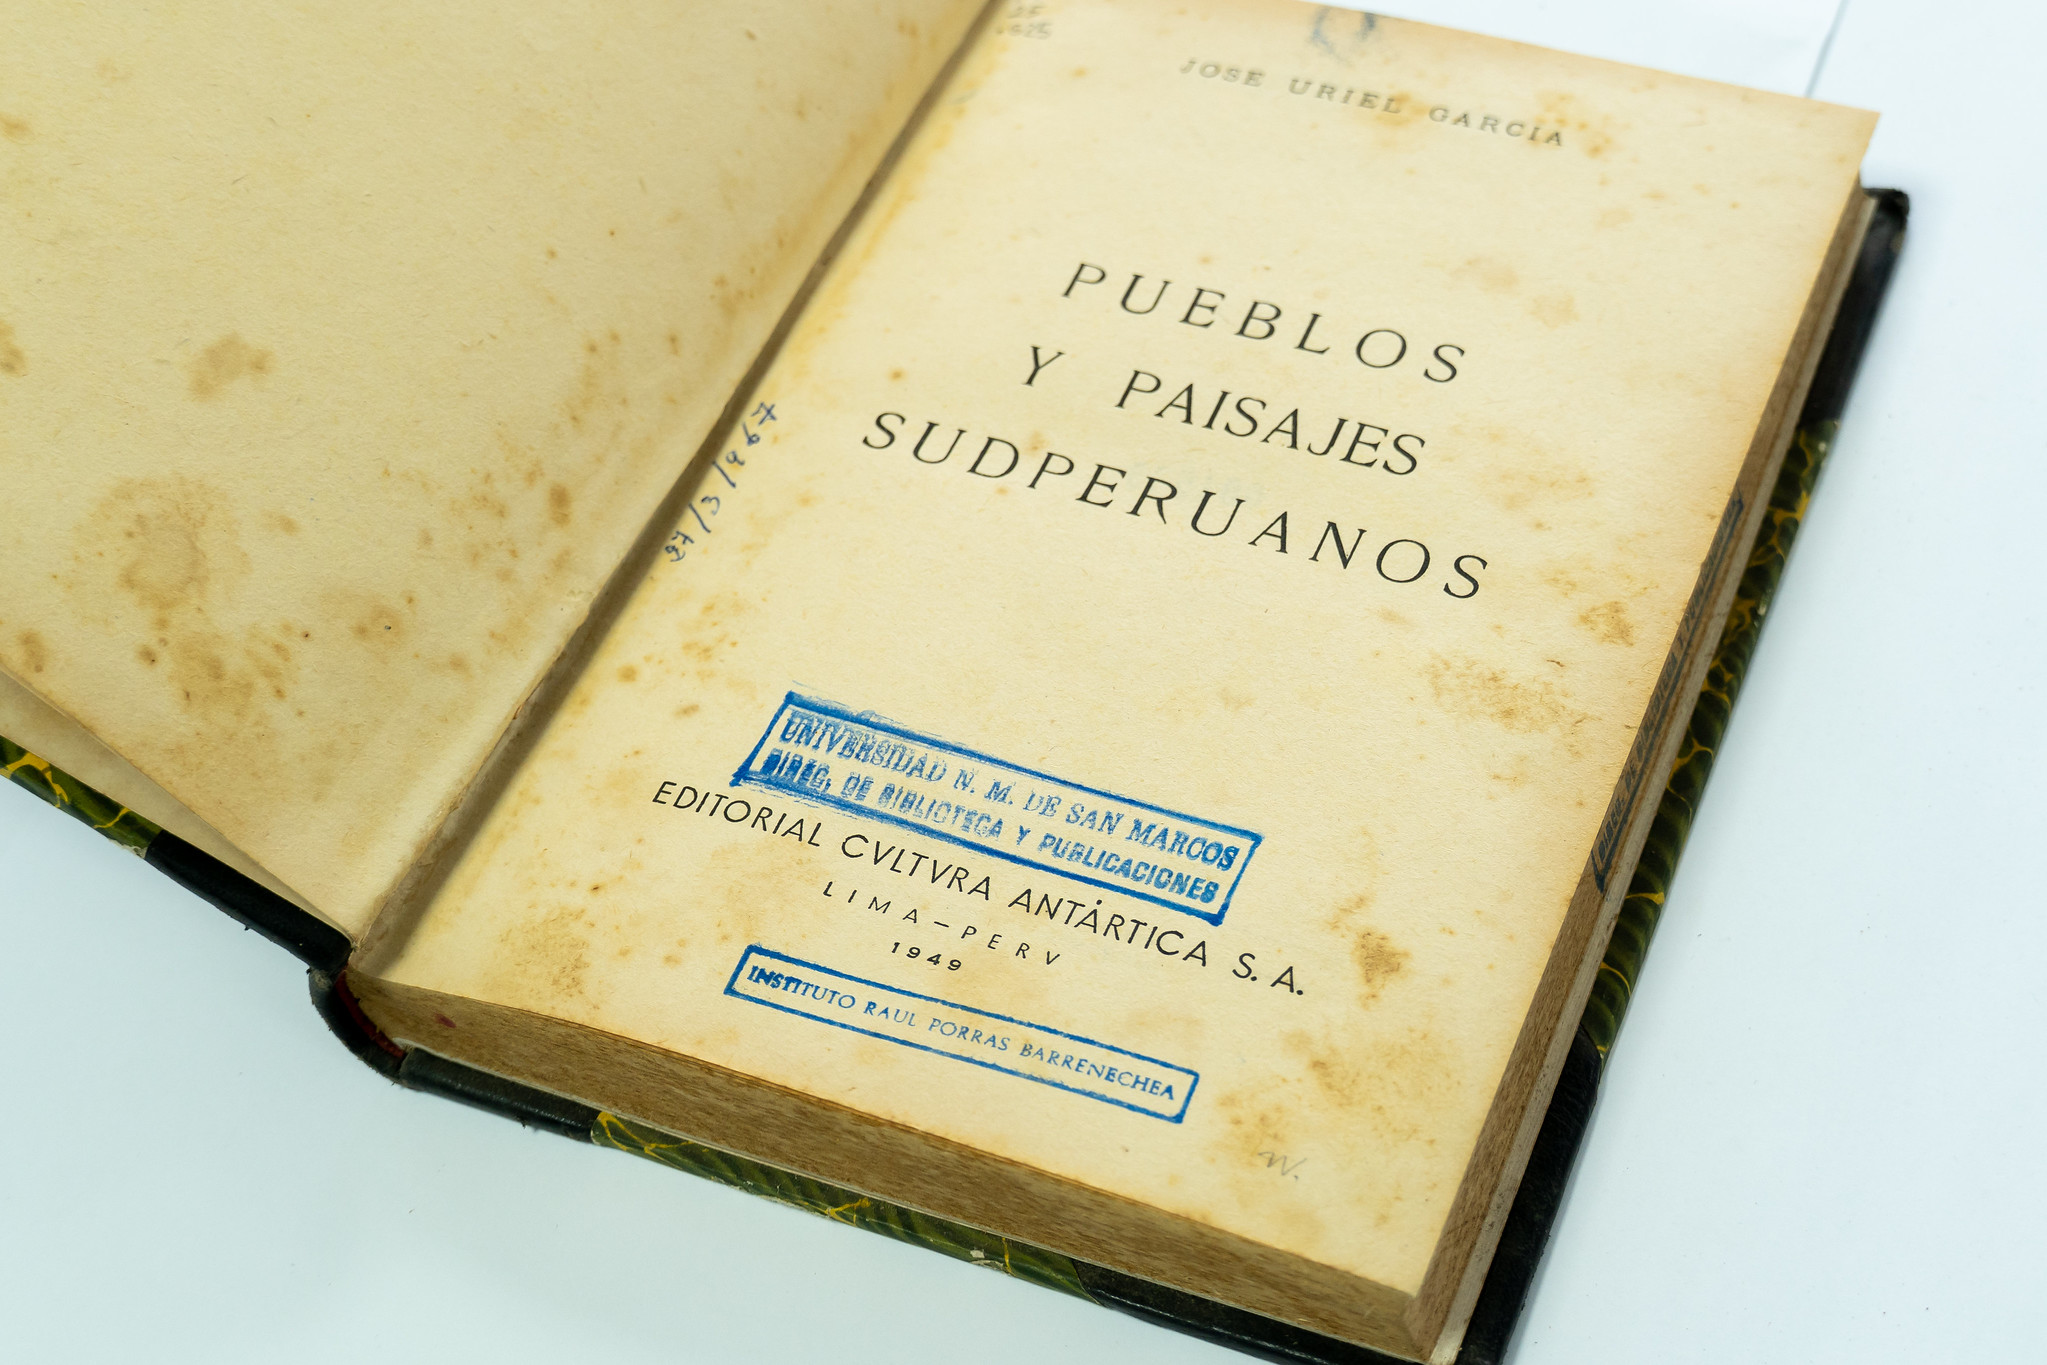 JOSE URIEL GARCIA
PUEBLOS
Y PAISAJES
SUDPERUANOS
27/3/967
UNIVERSIDAD N. M. DE SAN MARCOS
DIREC. DE BIBLIOTECA Y PUBLICACIONES
EDITORIAL CVLTVRA ANTÁRTICA S. A.
LIMA-PERV
1949
INSTITUTO RAUL PORRAS BARRENECHEA
W.